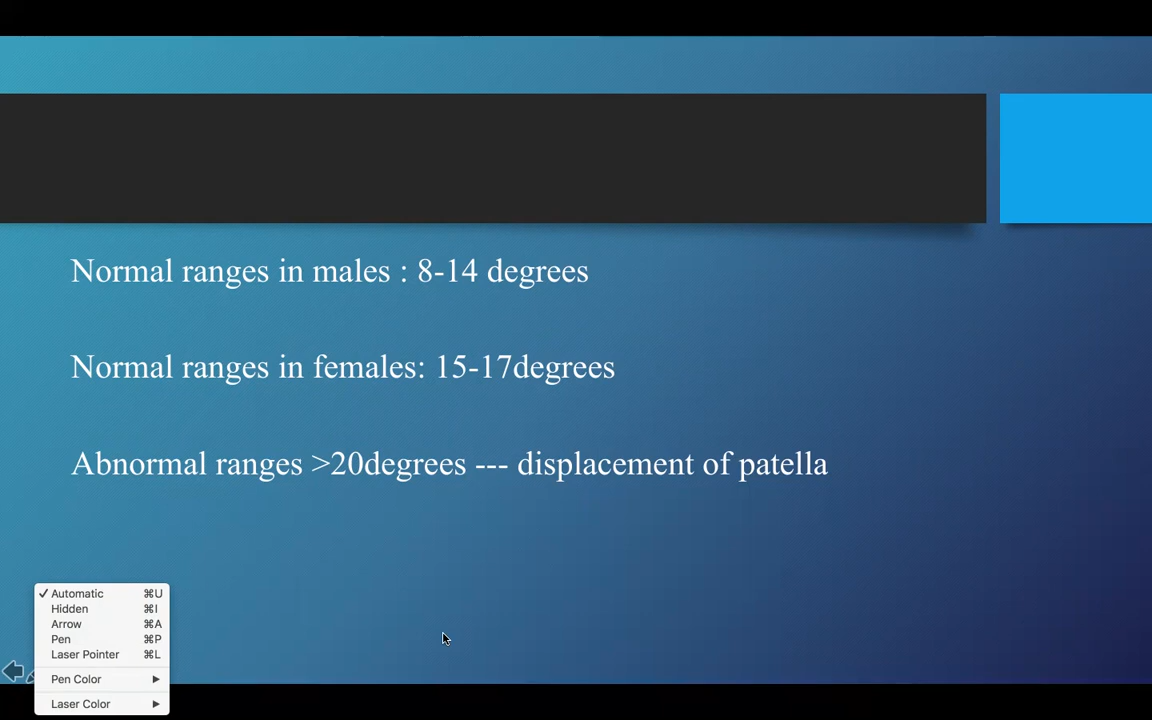 Normal ranges in males : 8-14 degrees
Normal ranges in females: 15-17degrees
Abnormal ranges >20degrees --- displacement of patella
✓ Automatic ⌘U
Hidden ⌘I
Arrow ⌘A
Pen ⌘P
Laser Pointer ⌘L
Pen Color ▶
Laser Color ▶